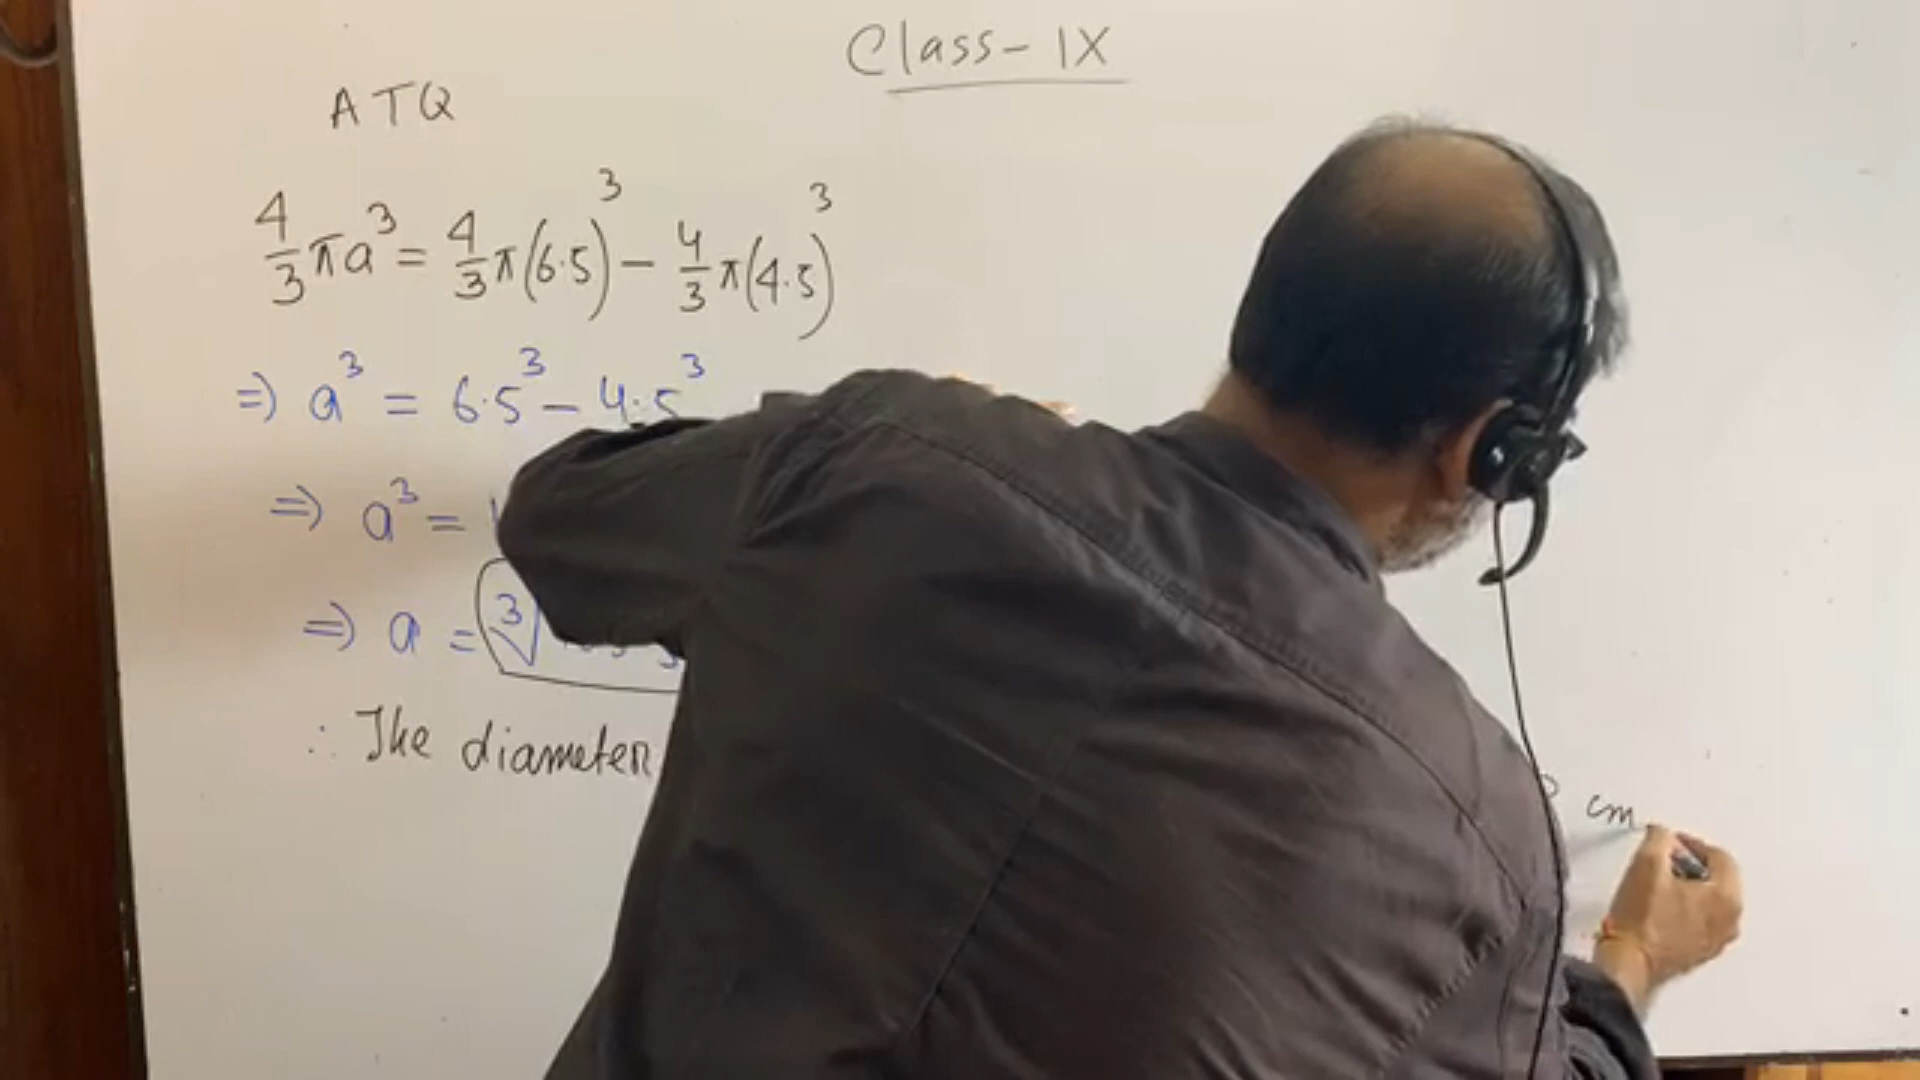 Class-IX
ATQ
4/3 πa³ = 4/3 π(6.5)³ - 4/3 π(4.5)³
⇒ a³ = 6.5³ - 4.5³
⇒ a³ =
⇒ a = ³√
∴ The diameter cm